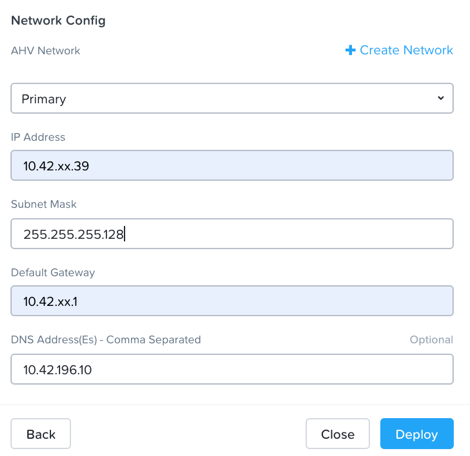 Network Config
AHV Network + Create Network
Primary
IP Address
10.42.xx.39
Subnet Mask
255.255.255.128
Default Gateway
10.42.xx.1
DNS Address(Es) - Comma Separated Optional
10.42.196.10
Back Close Deploy